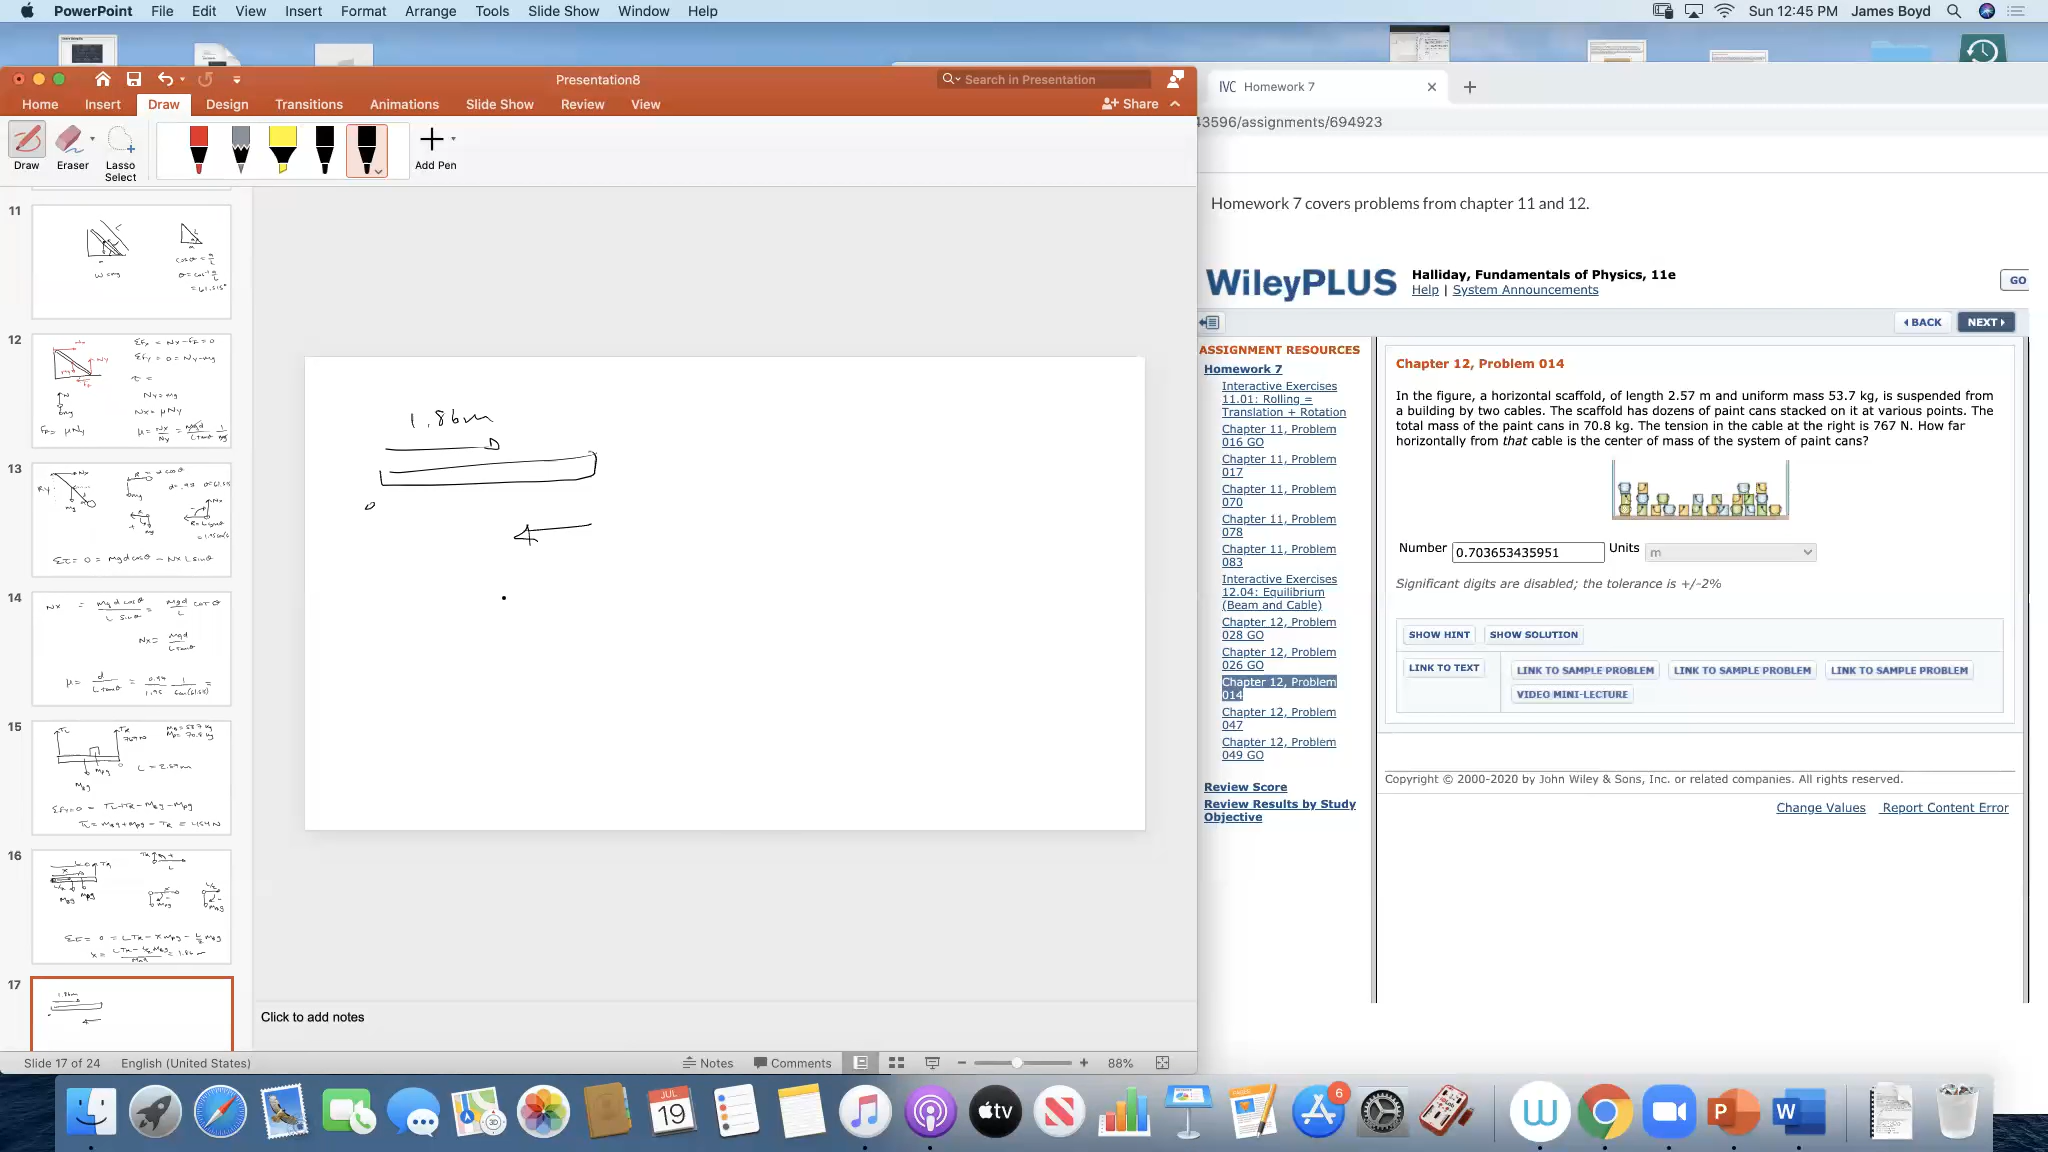 PowerPoint File Edit View Insert Format Arrange Tools Slide Show Window Help
Sun 12:45 PM James Boyd
Presentation8
Search in Presentation
Home Insert Draw Design Transitions Animations Slide Show Review View
Share
Draw
Eraser
Lasso
Select
Add Pen
11
12
13
14
15
16
17
1.86m
Click to add notes
Slide 17 of 24 English (United States)
Notes Comments 88%
IVC Homework 7
43596/assignments/694923
Homework 7 covers problems from chapter 11 and 12.
WileyPLUS
Halliday, Fundamentals of Physics, 11e
Help | System Announcements
GO
BACK NEXT
ASSIGNMENT RESOURCES
Homework 7
Interactive Exercises
11.01: Rolling =
Translation + Rotation
Chapter 11, Problem
016 GO
Chapter 11, Problem
017
Chapter 11, Problem
070
Chapter 11, Problem
078
Chapter 11, Problem
083
Interactive Exercises
12.04: Equilibrium
(Beam and Cable)
Chapter 12, Problem
028 GO
Chapter 12, Problem
026 GO
Chapter 12, Problem
014
Chapter 12, Problem
047
Chapter 12, Problem
049 GO
Review Score
Review Results by Study
Objective
Chapter 12, Problem 014
In the figure, a horizontal scaffold, of length 2.57 m and uniform mass 53.7 kg, is suspended from
a building by two cables. The scaffold has dozens of paint cans stacked on it at various points. The
total mass of the paint cans in 70.8 kg. The tension in the cable at the right is 767 N. How far
horizontally from that cable is the center of mass of the system of paint cans?
Number 0.703653435951 Units m
Significant digits are disabled; the tolerance is +/-2%
SHOW HINT SHOW SOLUTION
LINK TO TEXT
LINK TO SAMPLE PROBLEM LINK TO SAMPLE PROBLEM LINK TO SAMPLE PROBLEM
VIDEO MINI-LECTURE
Copyright © 2000-2020 by John Wiley & Sons, Inc. or related companies. All rights reserved.
Change Values Report Content Error
JUL
19
tv
6